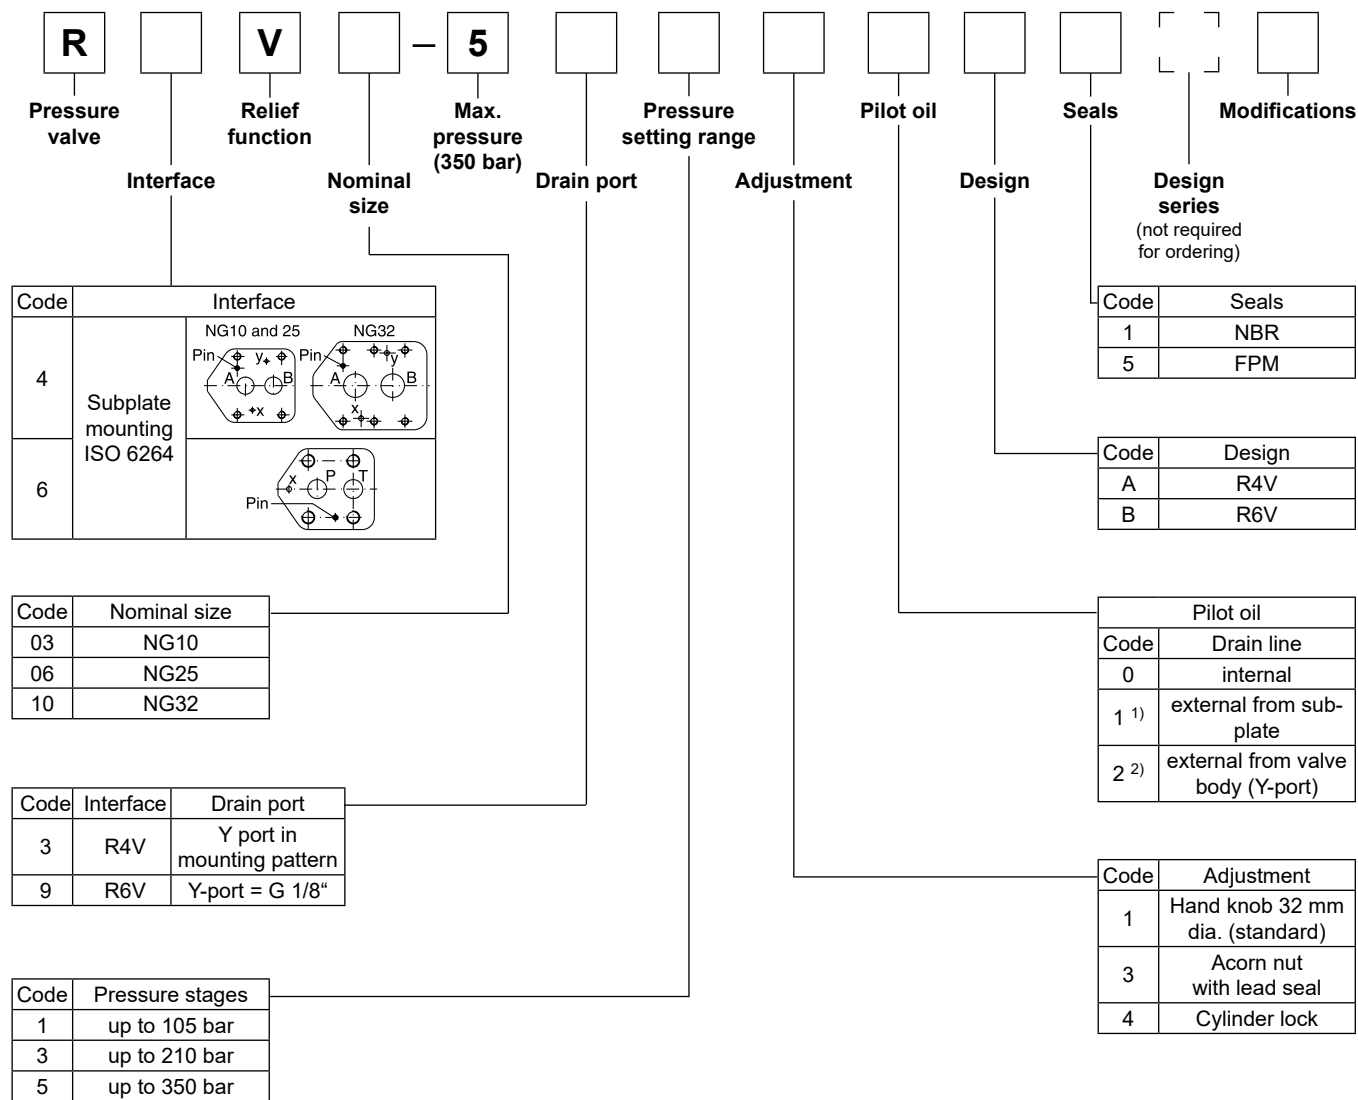 R V – 5
Pressure
valve
Relief
function
Max.
pressure
(350 bar)
Pressure
setting range
Pilot oil
Seals
Modifications
Interface
Nominal
size
Drain port
Adjustment
Design
Design
series
(not required
for ordering)
Code Interface
4
Subplate
mounting
ISO 6264
NG10 and 25
Pin y A B x
NG32
Pin y A B x
6
x P T
Pin
Code Nominal size
03 NG10
06 NG25
10 NG32
Code Interface Drain port
3 R4V Y port in
mounting pattern
9 R6V Y-port = G 1/8“
Code Pressure stages
1 up to 105 bar
3 up to 210 bar
5 up to 350 bar
Code Seals
1 NBR
5 FPM
Code Design
A R4V
B R6V
Pilot oil
Code Drain line
0 internal
1 1) external from sub-
plate
2 2) external from valve
body (Y-port)
Code Adjustment
1 Hand knob 32 mm
dia. (standard)
3 Acorn nut
with lead seal
4 Cylinder lock